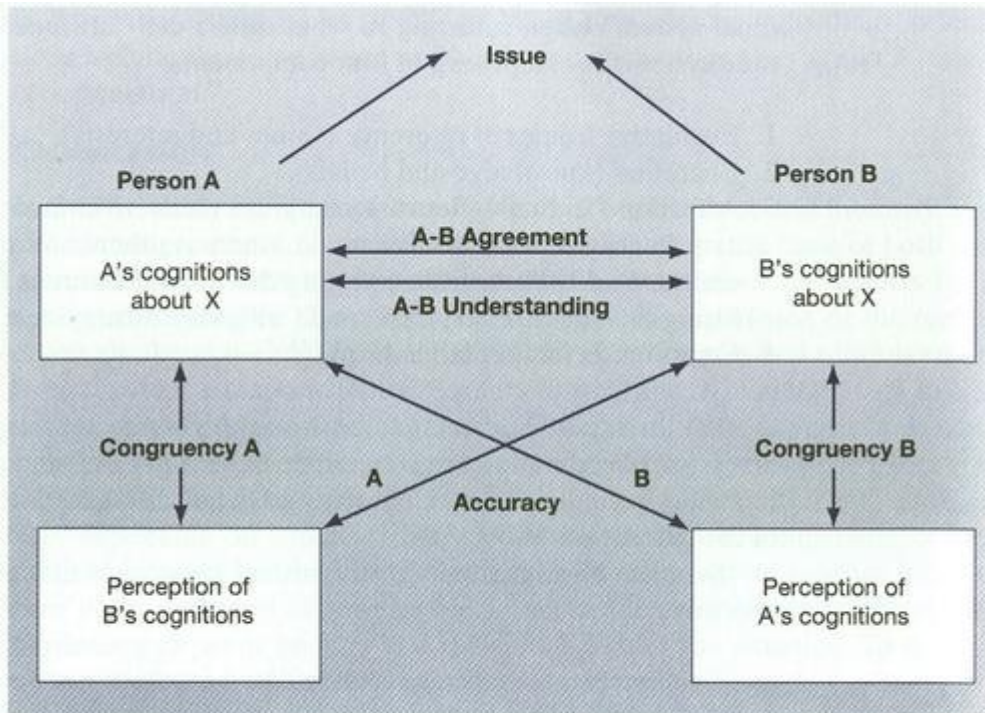 Issue
Person A
Person B
A-B Agreement
A's cognitions
about X
B's cognitions
about X
A-B Understanding
Congruency A
Congruency B
A
B
Accuracy
Perception of
B's cognitions
Perception of
A's cognitions